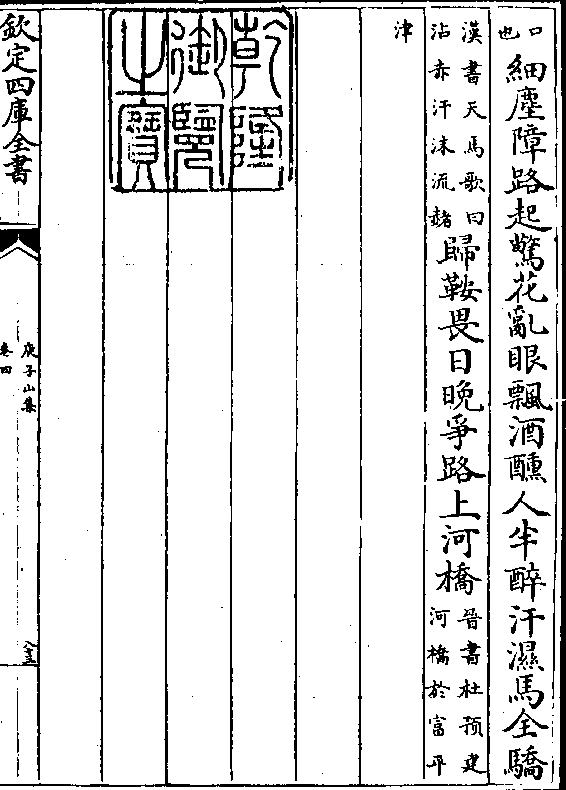 口也細塵障路起驚花亂眼飄酒醺人半醉汗濕馬全驕
漢書天馬歌曰沾赤汗沫流赭歸鞍畏日晚爭路上河橋晉書杜預建河橋於富平
津
乾隆
御覽
之寶
欽定四庫全書
庾子山集
卷四